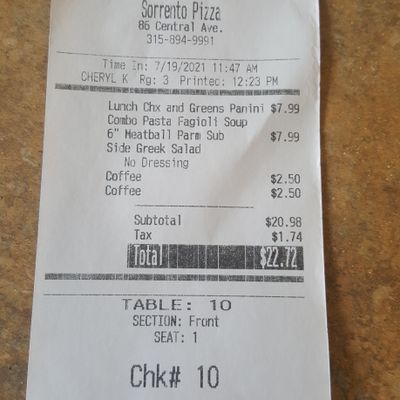 Sorrento Pizza
86 Central Ave.
315-894-9991
Time In: 7/19/2021 11:47 AM
CHERYL K Rg: 3 Printed: 12:23 PM
Lunch Chx and Greens Panini $7.99
Combo Pasta Fagioli Soup
6" Meatball Parm Sub $7.99
Side Greek Salad
No Dressing
Coffee $2.50
Coffee $2.50
Subtotal $20.98
Tax $1.74
Total $22.72
TABLE: 10
SECTION: Front
SEAT: 1
Chk# 10